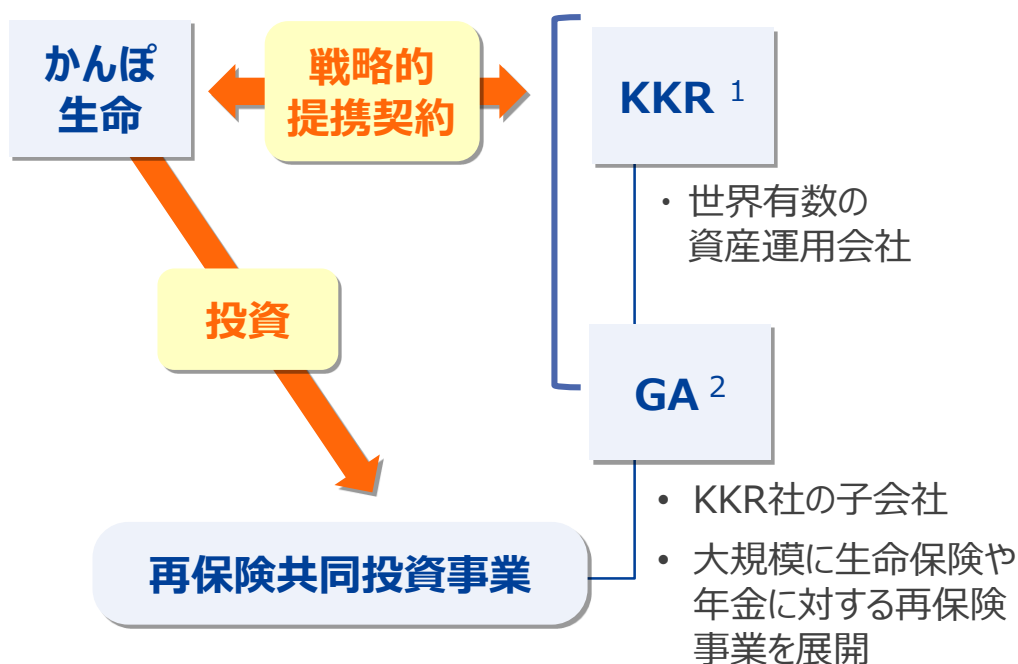 かんぽ
生命
戦略的
提携契約
KKR 1
・世界有数の
資産運用会社
投資
GA 2
• KKR社の子会社
• 大規模に生命保険や
年金に対する再保険
事業を展開
再保険共同投資事業